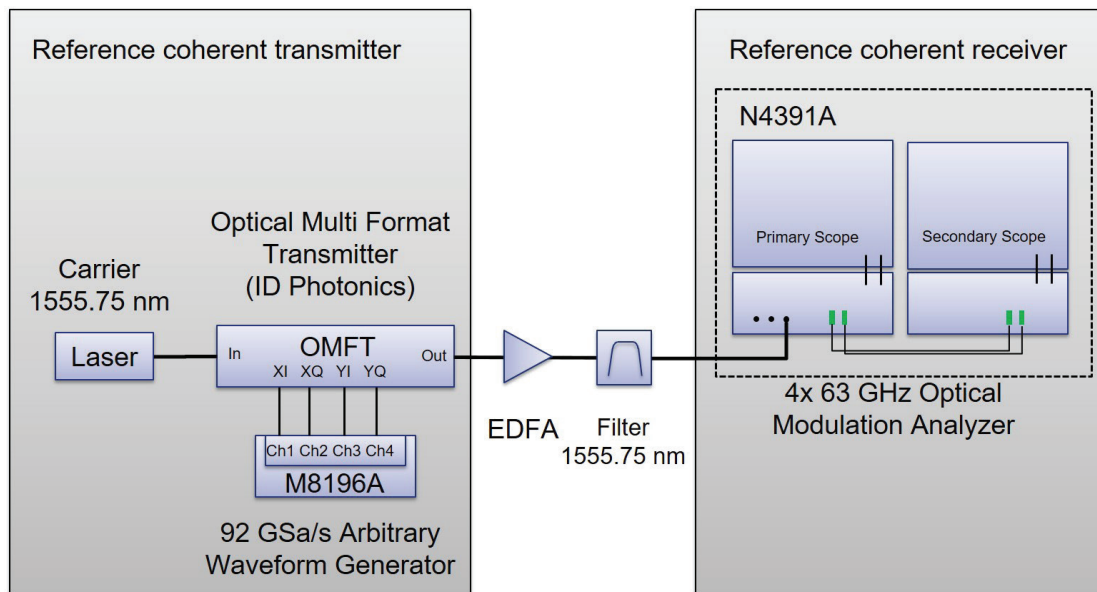 Reference coherent transmitter
Optical Multi Format
Transmitter
(ID Photonics)
Carrier
1555.75 nm
Laser
In
OMFT
Out
XI XQ YI YQ
Ch1 Ch2 Ch3 Ch4
M8196A
92 GSa/s Arbitrary
Waveform Generator
EDFA
Filter
1555.75 nm
Reference coherent receiver
N4391A
Primary Scope
Secondary Scope
4x 63 GHz Optical
Modulation Analyzer